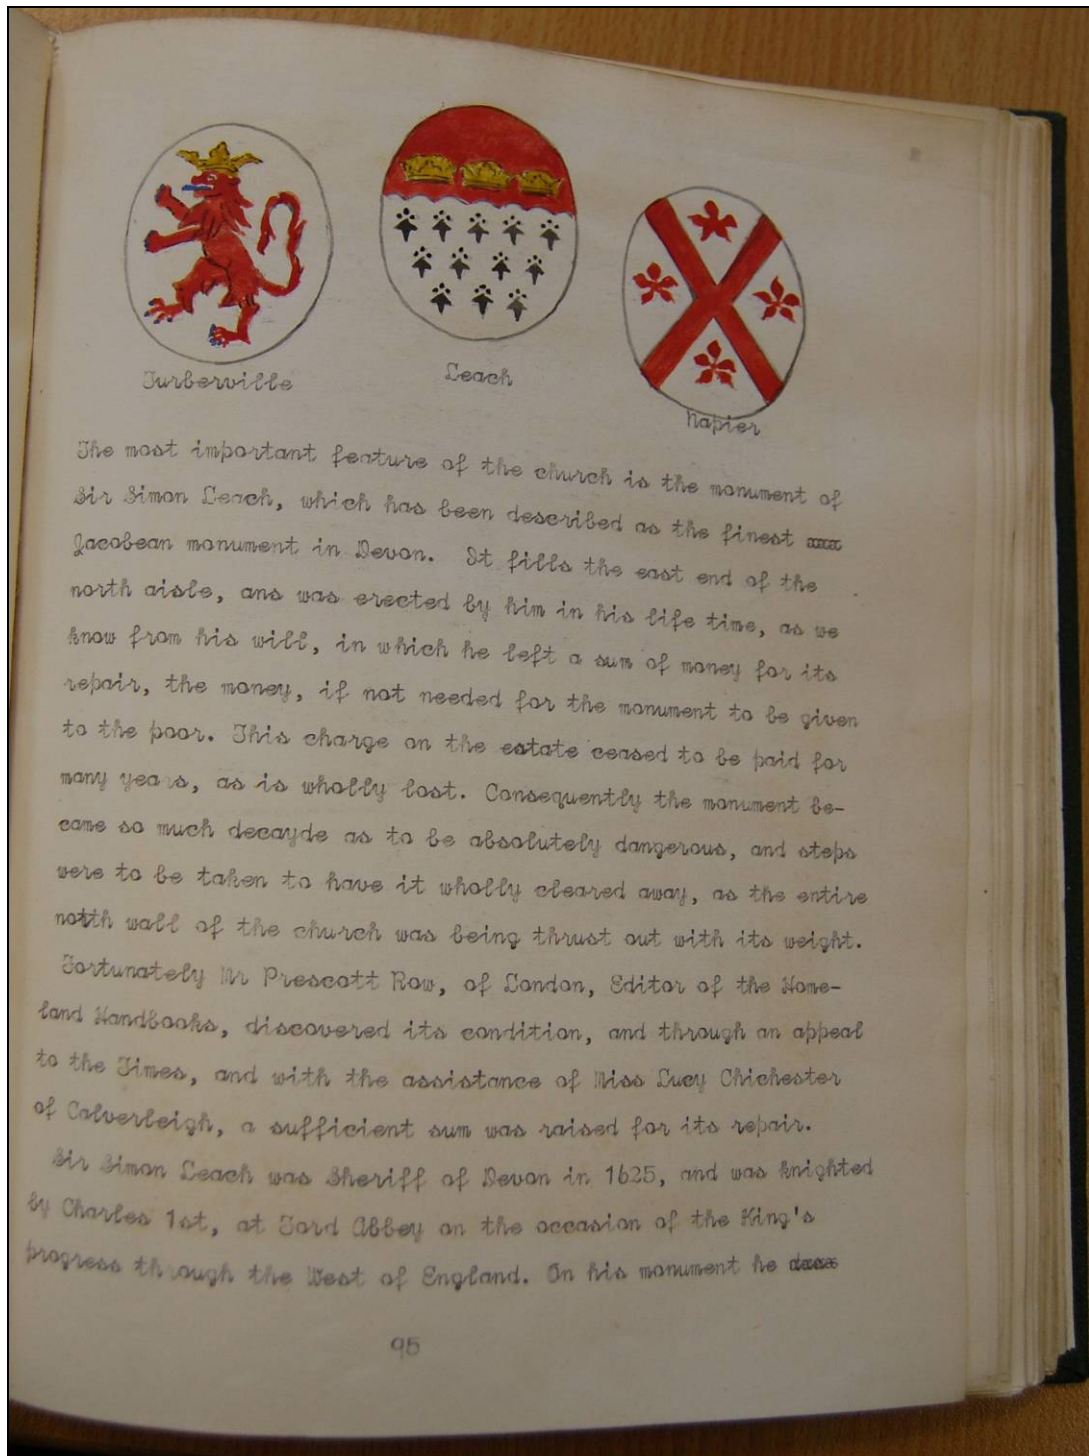 Turberville
Leach
Napier
The most important feature of the church is the monument of
Sir Simon Leach, which has been described as the finest
Jacobean monument in Devon. It fills the east end of the
north aisle, ans was erected by him in his life time, as we
know from his will, in which he left a sum of money for its
repair, the money, if not needed for the monument to be given
to the poor. This charge on the estate ceased to be paid for
many years, as is wholly lost. Consequently the monument be-
came so much decayde as to be absolutely dangerous, and steps
were to be taken to have it wholly cleared away, as the entire
notth wall of the church was being thrust out with its weight.
Fortunately Mr Prescott Row, of London, Editor of the Home-
land Handbooks, discovered its condition, and through an appeal
to the Times, and with the assistance of Miss Lucy Chichester
of Calverleigh, a sufficient sum was raised for its repair.
Sir Simon Leach was Sheriff of Devon in 1625, and was knighted
by Charles 1st, at Ford Abbey on the occasion of the King's
progress through the West of England. On his monument he
95